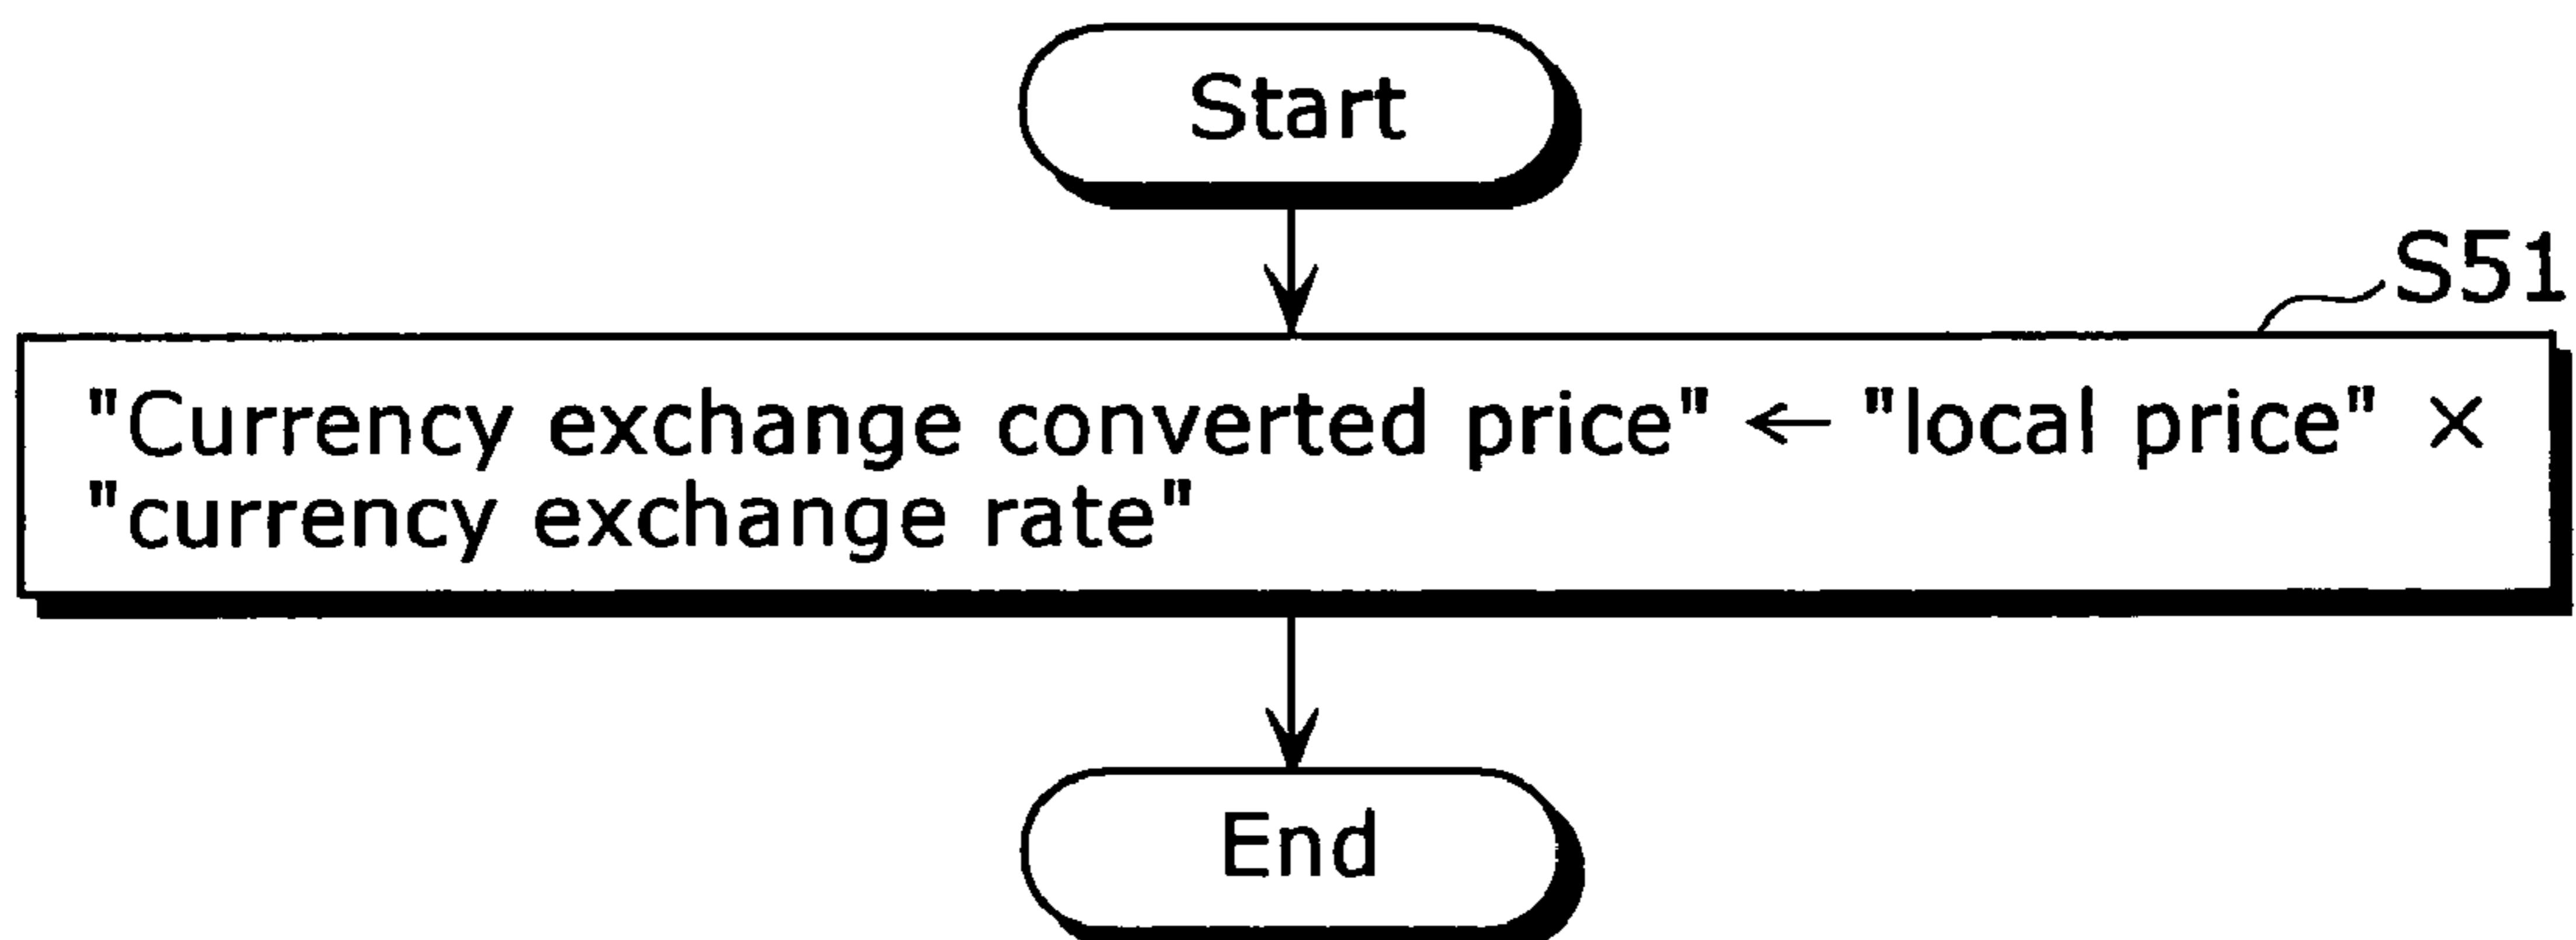 Start
S51
"Currency exchange converted price" ← "local price" ×
"currency exchange rate"
End